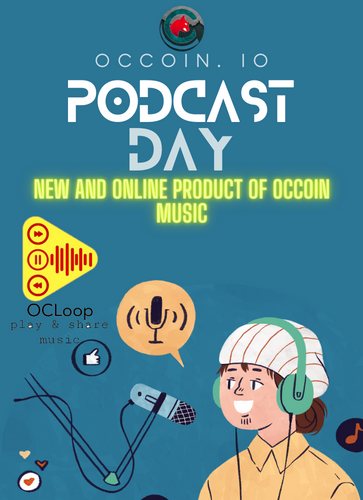 OCCOIN. IO
PODCAST
DAY
NEW AND ONLINE PRODUCT OF OCCOIN
MUSIC
OCLoop
play & share
music